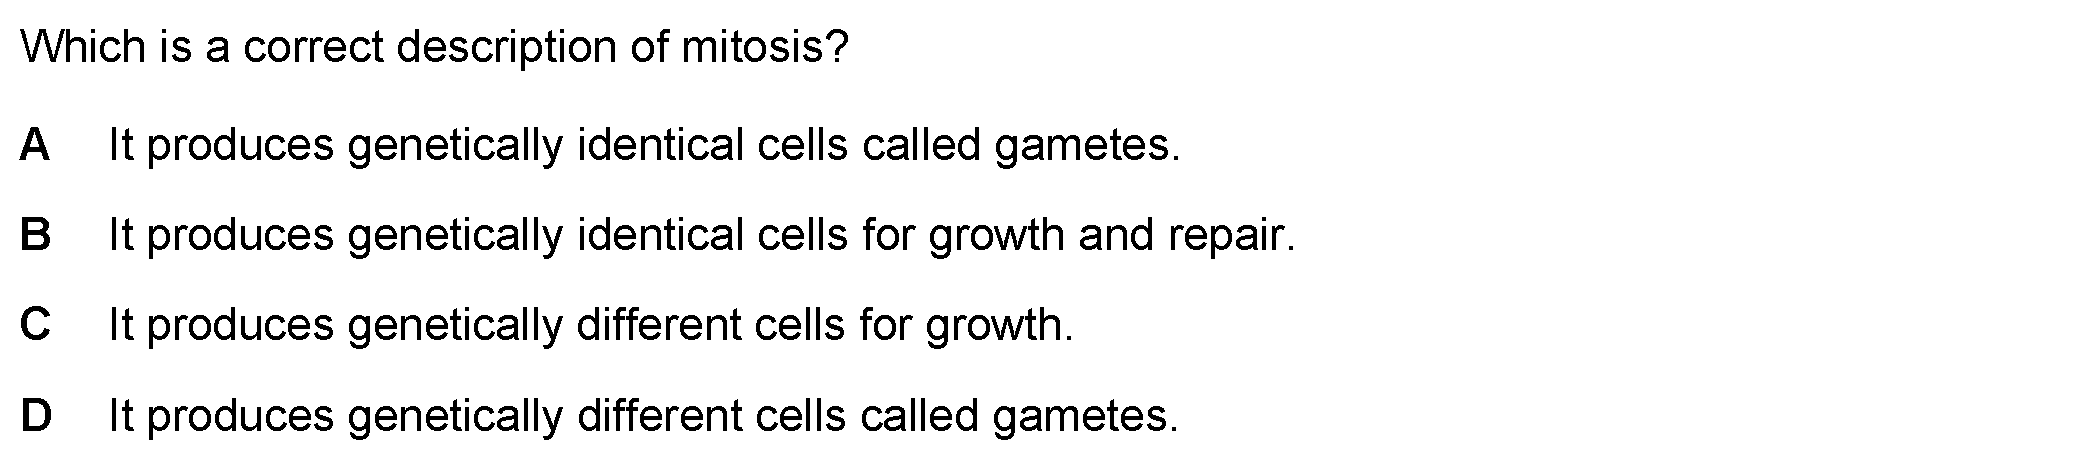 Which is a correct description of mitosis?
A It produces genetically identical cells called gametes.
B It produces genetically identical cells for growth and repair.
C It produces genetically different cells for growth.
D It produces genetically different cells called gametes.